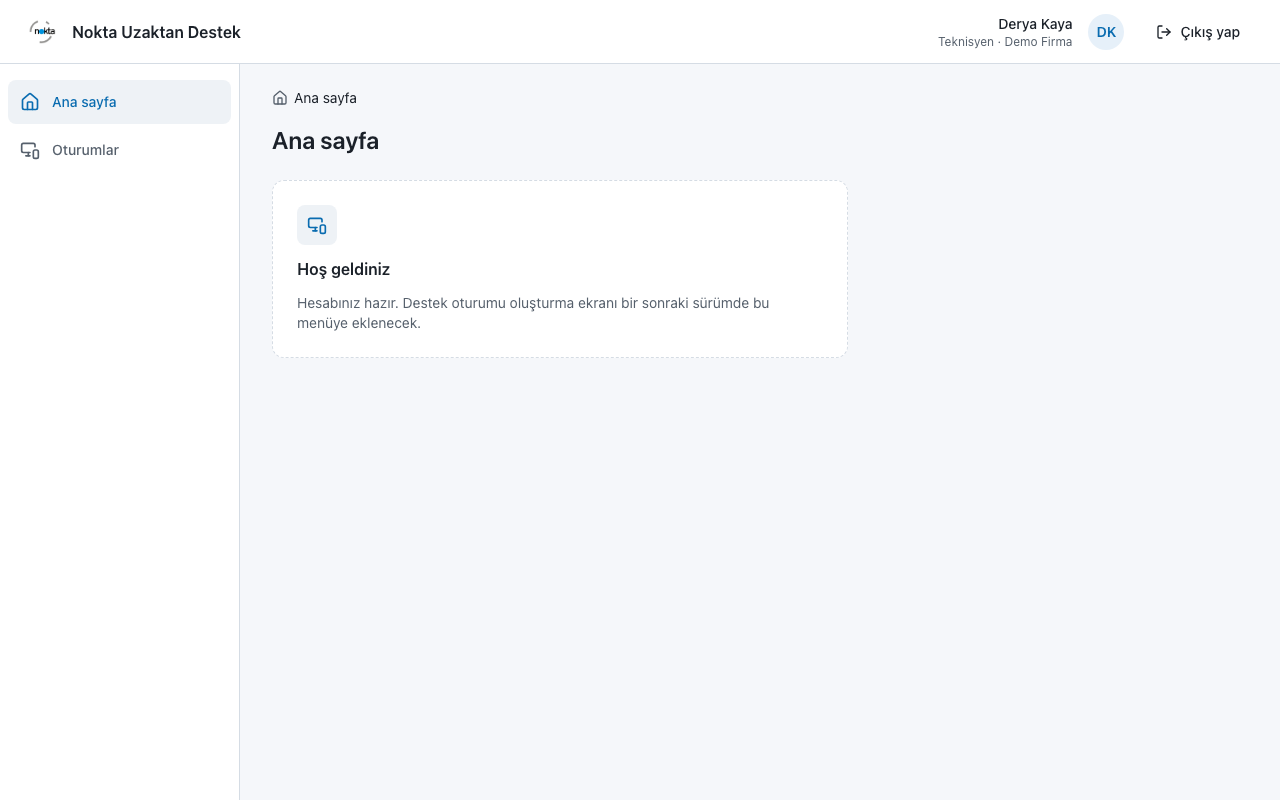 nokta
Nokta Uzaktan Destek
Derya Kaya
Teknisyen · Demo Firma
DK
Çıkış yap
Ana sayfa
Oturumlar
Ana sayfa
Ana sayfa
Hoş geldiniz
Hesabınız hazır. Destek oturumu oluşturma ekranı bir sonraki sürümde bu
menüye eklenecek.